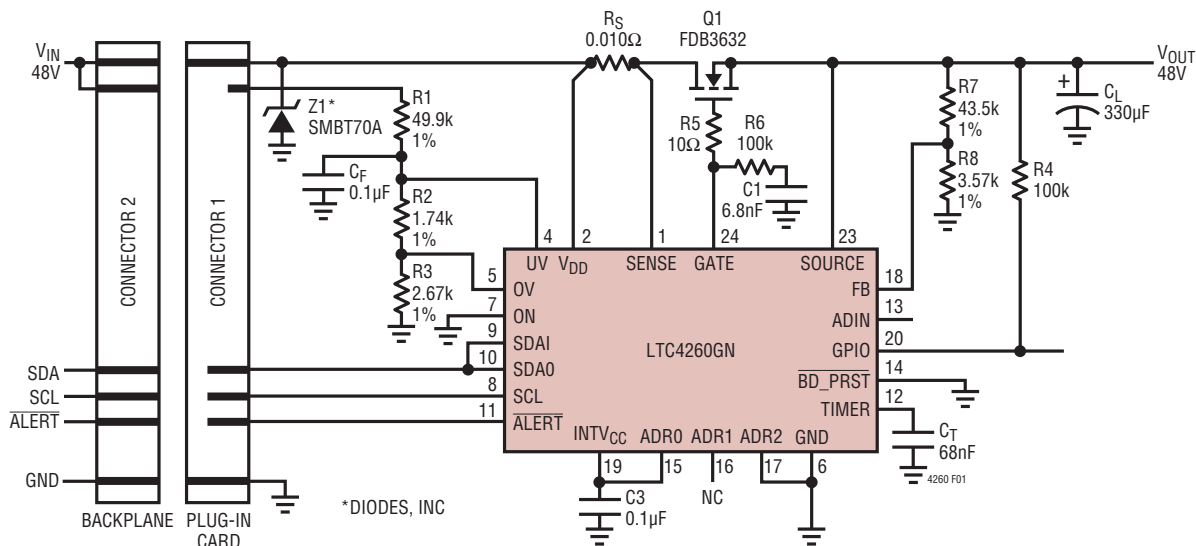 RS
0.010Ω
Q1
FDB3632
VIN
48V
VOUT
48V
Z1*
SMBT70A
R1
49.9k
1%
R5
10Ω
R6
100k
R7
43.5k
1%
+
CL
330µF
CF
0.1µF
C1
6.8nF
R8
3.57k
1%
R4
100k
R2
1.74k
1%
CONNECTOR 2
CONNECTOR 1
4
2
1
24
23
UV
VDD
SENSE
GATE
SOURCE
R3
2.67k
1%
5
OV
18
FB
7
ON
13
ADIN
9
SDAI
LTC4260GN
20
GPIO
10
SDA0
SDA
14
BD_PRST
8
SCL
SCL
12
TIMER
11
ALERT
ALERT
CT
68nF
INTVCC
ADR0
ADR1
ADR2
GND
19
15
16
17
6
4260 F01
GND
NC
C3
0.1µF
*DIODES, INC
BACKPLANE
PLUG-IN
CARD